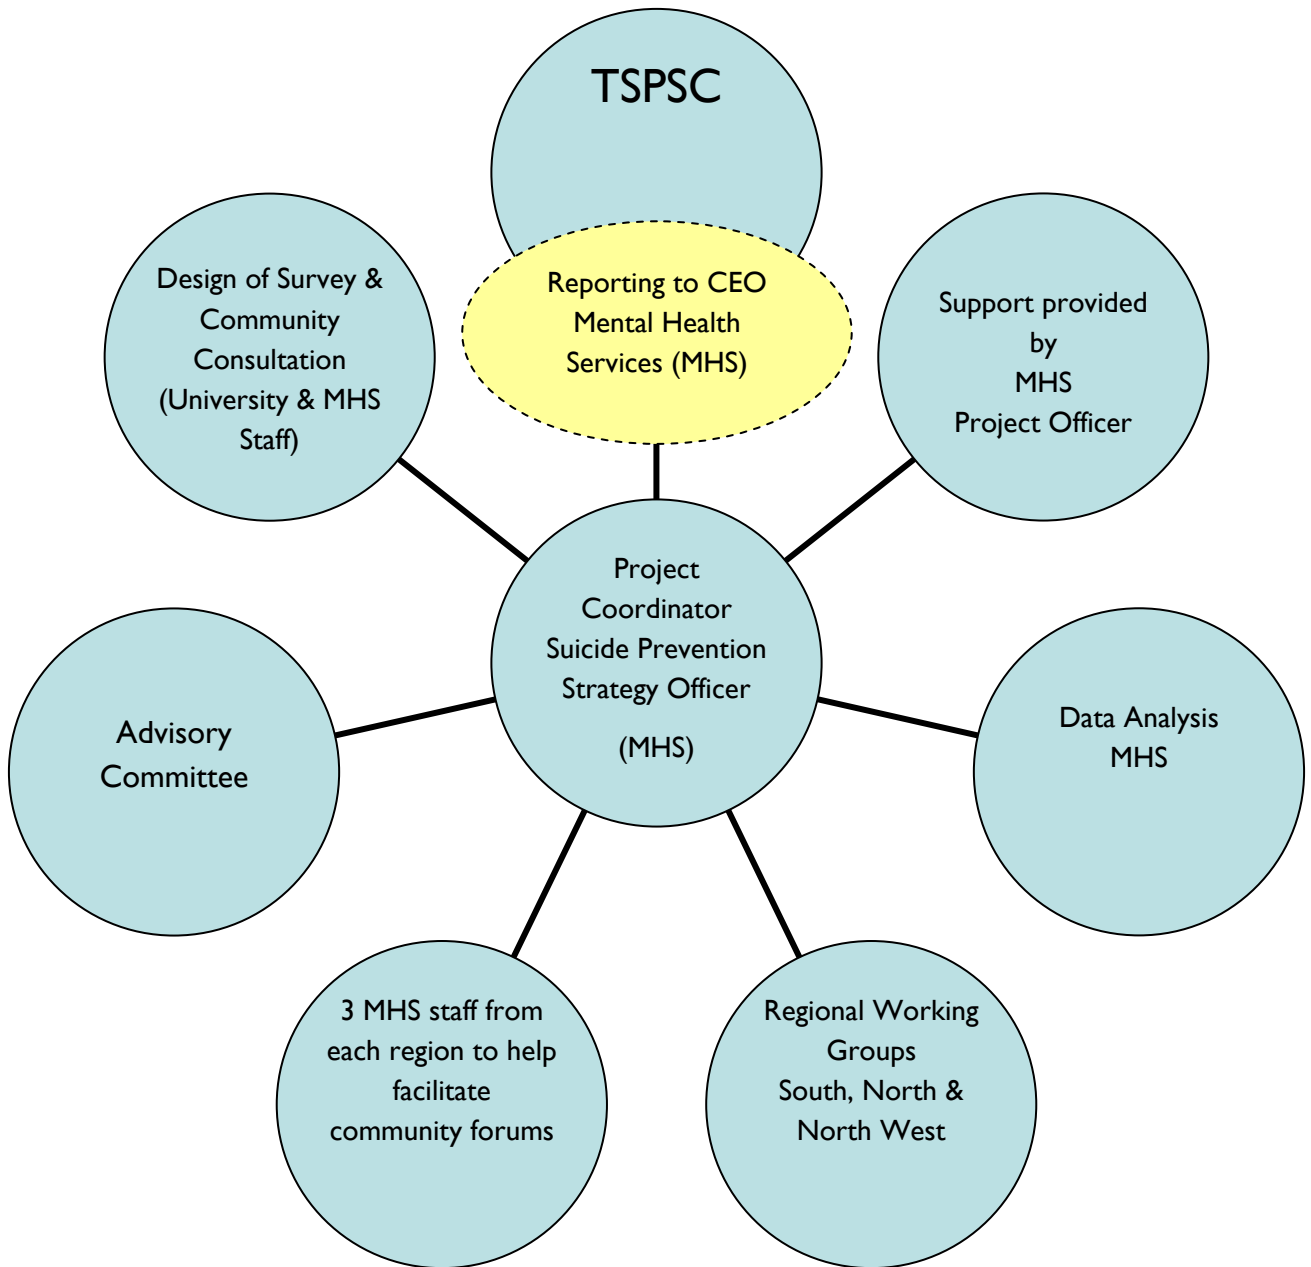 TSPSC
Reporting to CEO
Mental Health
Services (MHS)
Design of Survey &
Community
Consultation
(University & MHS
Staff)
Support provided
by
MHS
Project Officer
Project
Coordinator
Suicide Prevention
Strategy Officer
(MHS)
Advisory
Committee
Data Analysis
MHS
3 MHS staff from
each region to help
facilitate
community forums
Regional Working
Groups
South, North &
North West